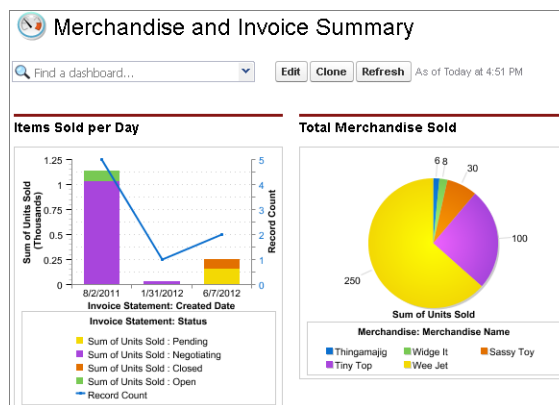 Merchandise and Invoice Summary
Find a dashboard...
Edit Clone Refresh As of Today at 4:51 PM
Items Sold per Day
Sum of Units Sold
(Thousands)
1.25
1
0.75
0.5
0.25
0
5
4
3
2
1
0
Record Count
8/2/2011 1/31/2012 6/7/2012
Invoice Statement: Created Date
Invoice Statement: Status
Sum of Units Sold : Pending
Sum of Units Sold : Negotiating
Sum of Units Sold : Closed
Sum of Units Sold : Open
Record Count
Total Merchandise Sold
6 8
30
100
250
Sum of Units Sold
Merchandise: Merchandise Name
Thingamajig Widge It Sassy Toy
Tiny Top Wee Jet